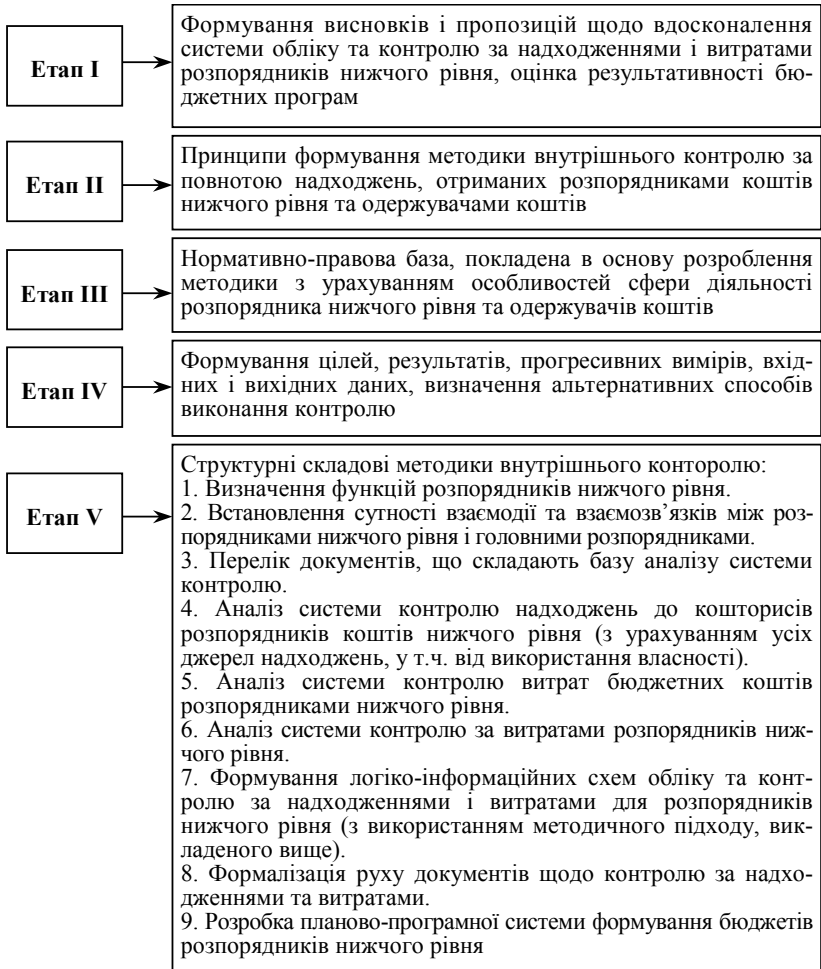 Етап I
Формування висновків і пропозицій щодо вдосконалення
системи обліку та контролю за надходженнями і витратами
розпорядників нижчого рівня, оцінка результативності бю-
джетних програм
Етап II
Принципи формування методики внутрішнього контролю за
повнотою надходжень, отриманих розпорядниками коштів
нижчого рівня та одержувачами коштів
Етап III
Нормативно-правова база, покладена в основу розроблення
методики з урахуванням особливостей сфери діяльності
розпорядника нижчого рівня та одержувачів коштів
Етап IV
Формування цілей, результатів, прогресивних вимірів, вхід-
них і вихідних даних, визначення альтернативних способів
виконання контролю
Етап V
Структурні складові методики внутрішнього конторолю:
1. Визначення функцій розпорядників нижчого рівня.
2. Встановлення сутності взаємодії та взаємозв’язків між роз-
порядниками нижчого рівня і головними розпорядниками.
3. Перелік документів, що складають базу аналізу системи
контролю.
4. Аналіз системи контролю надходжень до кошторисів
розпорядників коштів нижчого рівня (з урахуванням усіх
джерел надходжень, у т.ч. від використання власності).
5. Аналіз системи контролю витрат бюджетних коштів
розпорядниками нижчого рівня.
6. Аналіз системи контролю за витратами розпорядників ниж-
чого рівня.
7. Формування логіко-інформаційних схем обліку та конт-
ролю за надходженнями і витратами для розпорядників
нижчого рівня (з використанням методичного підходу, вик-
ладеного вище).
8. Формалізація руху документів щодо контролю за надхо-
дженнями та витратами.
9. Розробка планово-програмної системи формування бюджетів
розпорядників нижчого рівня